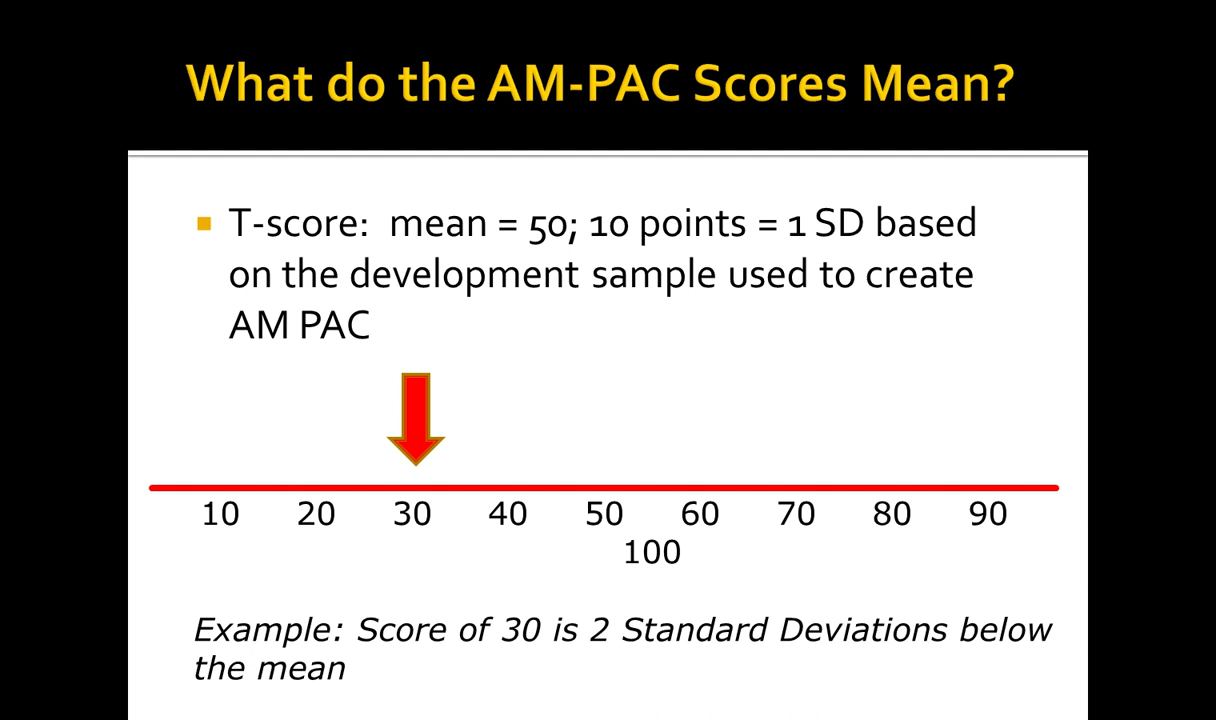 What do the AM-PAC Scores Mean?
T-score: mean = 50; 10 points = 1 SD based
on the development sample used to create
AM PAC
10 20 30 40 50 60 70 80 90
100
Example: Score of 30 is 2 Standard Deviations below
the mean